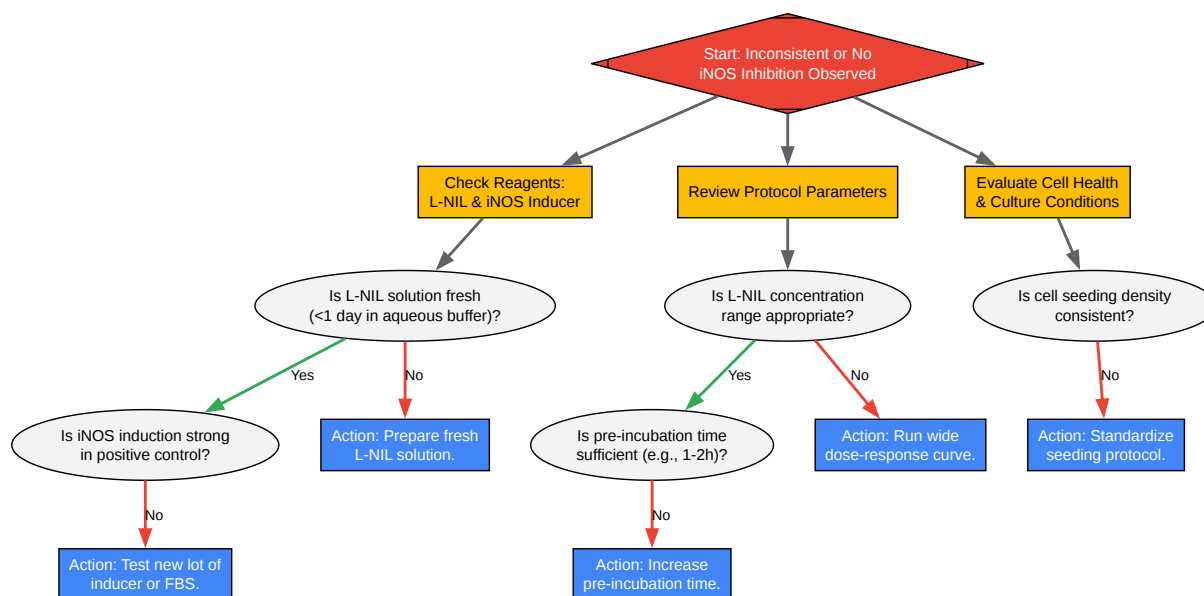 Start: Inconsistent or No
iNOS Inhibition Observed
Check Reagents:
L-NIL & iNOS Inducer
Review Protocol Parameters
Evaluate Cell Health
& Culture Conditions
Is L-NIL solution fresh
(<1 day in aqueous buffer)?
Is L-NIL concentration
range appropriate?
Is cell seeding density
consistent?
Yes
No
Yes
No
No
Is iNOS induction strong
in positive control?
Action: Prepare fresh
L-NIL solution.
Is pre-incubation time
sufficient (e.g., 1-2h)?
Action: Run wide
dose-response curve.
Action: Standardize
seeding protocol.
No
No
Action: Test new lot of
inducer or FBS.
Action: Increase
pre-incubation time.